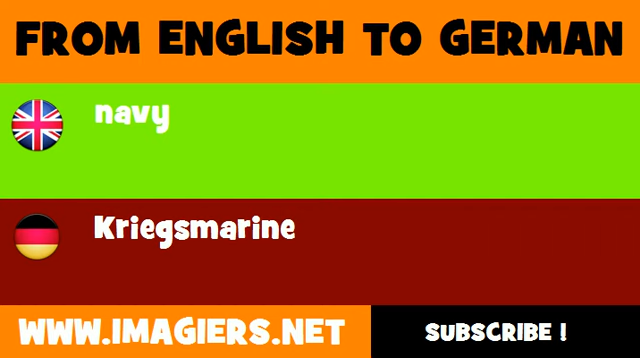 FROM ENGLISH TO GERMAN
navy
Kriegsmarine
WWW.IMAGIERS.NET
SUBSCRIBE !